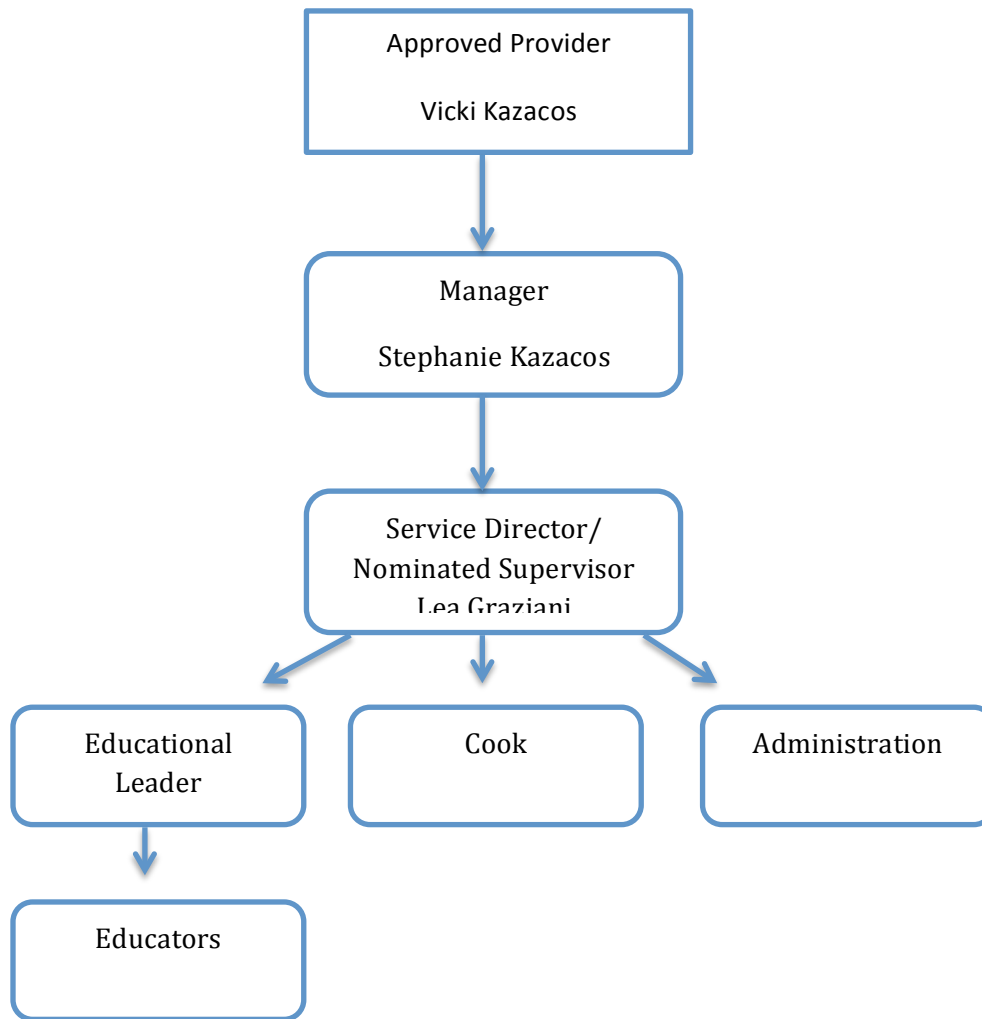 Approved Provider
Vicki Kazacos
Manager
Stephanie Kazacos
Service Director/
Nominated Supervisor
Lea Graziani
Educational
Leader
Cook
Administration
Educators